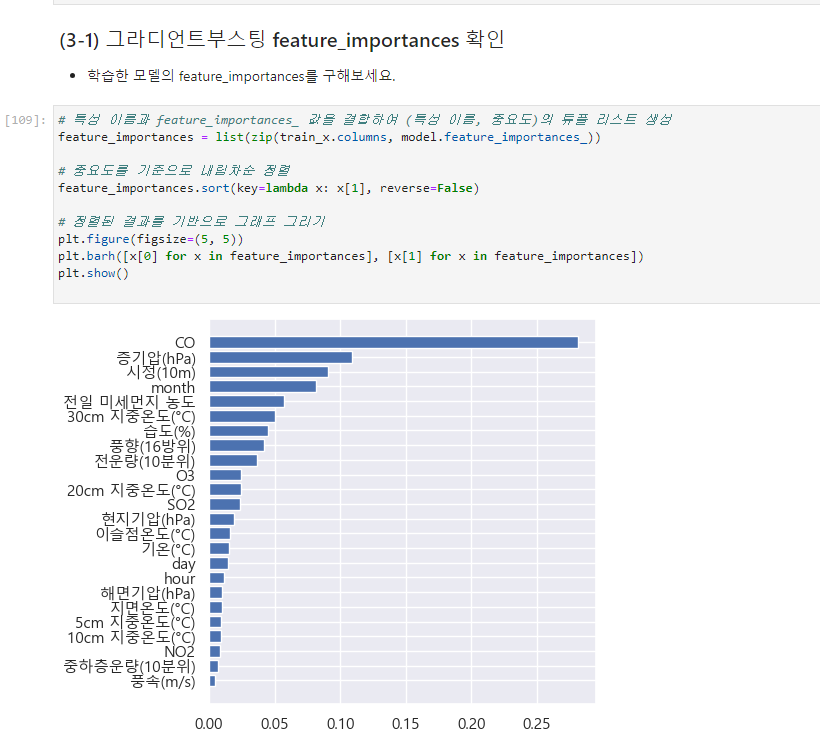 (3-1) 그라디언트부스팅 feature_importances 확인
• 학습한 모델의 feature_importances를 구해보세요.
[109]:
# 특성 이름과 feature_importances_ 값을 결합하여 (특성 이름, 중요도)의 튜플 리스트 생성
feature_importances = list(zip(train_x.columns, model.feature_importances_))
# 중요도를 기준으로 내림차순 정렬
feature_importances.sort(key=lambda x: x[1], reverse=False)
# 정렬된 결과를 기반으로 그래프 그리기
plt.figure(figsize=(5, 5))
plt.barh([x[0] for x in feature_importances], [x[1] for x in feature_importances])
plt.show()
CO
증기압(hPa)
시정(10m)
month
전일 미세먼지 농도
30cm 지중온도(°C)
습도(%)
풍향(16방위)
전운량(10분위)
O3
20cm 지중온도(°C)
SO2
현지기압(hPa)
이슬점온도(°C)
기온(°C)
day
hour
해면기압(hPa)
지면온도(°C)
5cm 지중온도(°C)
10cm 지중온도(°C)
NO2
중하층운량(10분위)
풍속(m/s)
0.00 0.05 0.10 0.15 0.20 0.25